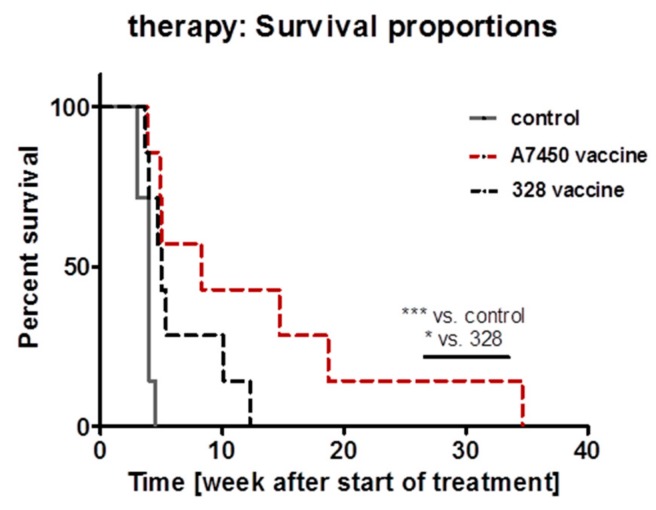 therapy: Survival proportions
100
50
0
Percent survival
control
A7450 vaccine
328 vaccine
*** vs. control
* vs. 328
0 10 20 30 40
Time [week after start of treatment]